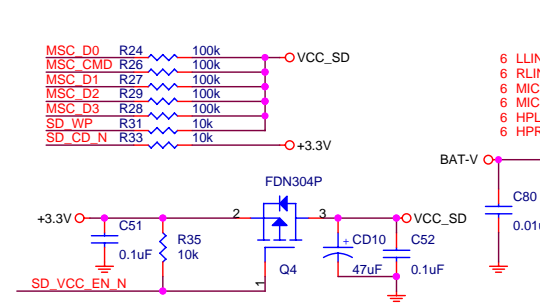 MSC_D0 R24 100k
VCC_SD
MSC_CMD R26 100k
MSC_D1 R27 100k
MSC_D2 R29 100k
MSC_D3 R28 100k
SD_WP R31 10k
SD_CD_N R33 10k
+3.3V
6 LLIN
6 RLIN
6 MIC
6 MIC
6 HPL
6 HPR
BAT-V
C80
0.01
FDN304P
+3.3V
2
3
VCC_SD
C51
0.1uF
R35
10k
+
CD10
47uF
C52
0.1uF
Q4
1
SD_VCC_EN_N